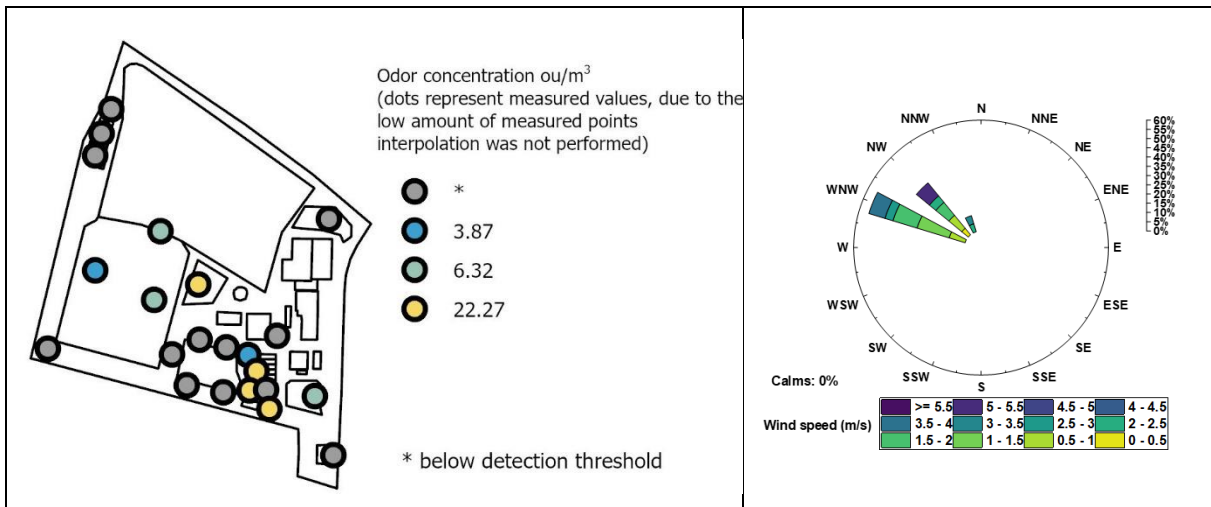 Odor concentration ou/m³
(dots represent measured values, due to the
low amount of measured points
interpolation was not performed)
*
3.87
6.32
22.27
* below detection threshold
N
NNE
NE
ENE
E
ESE
SE
SSE
S
SSW
SW
WSW
W
WNW
NW
NNW
60%
55%
50%
45%
40%
35%
30%
25%
20%
15%
10%
5%
0%
Calms: 0%
Wind speed (m/s)
>= 5.5 5 - 5.5 4.5 - 5 4 - 4.5
3.5 - 4 3 - 3.5 2.5 - 3 2 - 2.5
1.5 - 2 1 - 1.5 0.5 - 1 0 - 0.5